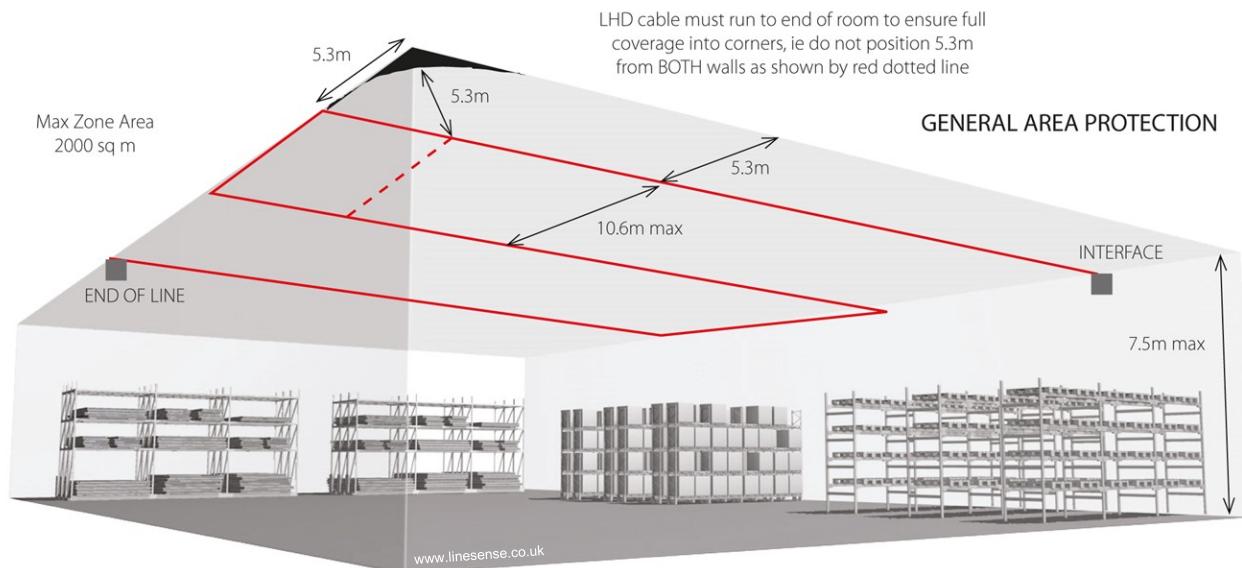 LHD cable must run to end of room to ensure full
coverage into corners, ie do not position 5.3m
from BOTH walls as shown by red dotted line
5.3m
5.3m
Max Zone Area
2000 sq m
GENERAL AREA PROTECTION
5.3m
10.6m max
INTERFACE
END OF LINE
7.5m max
www.linesense.co.uk